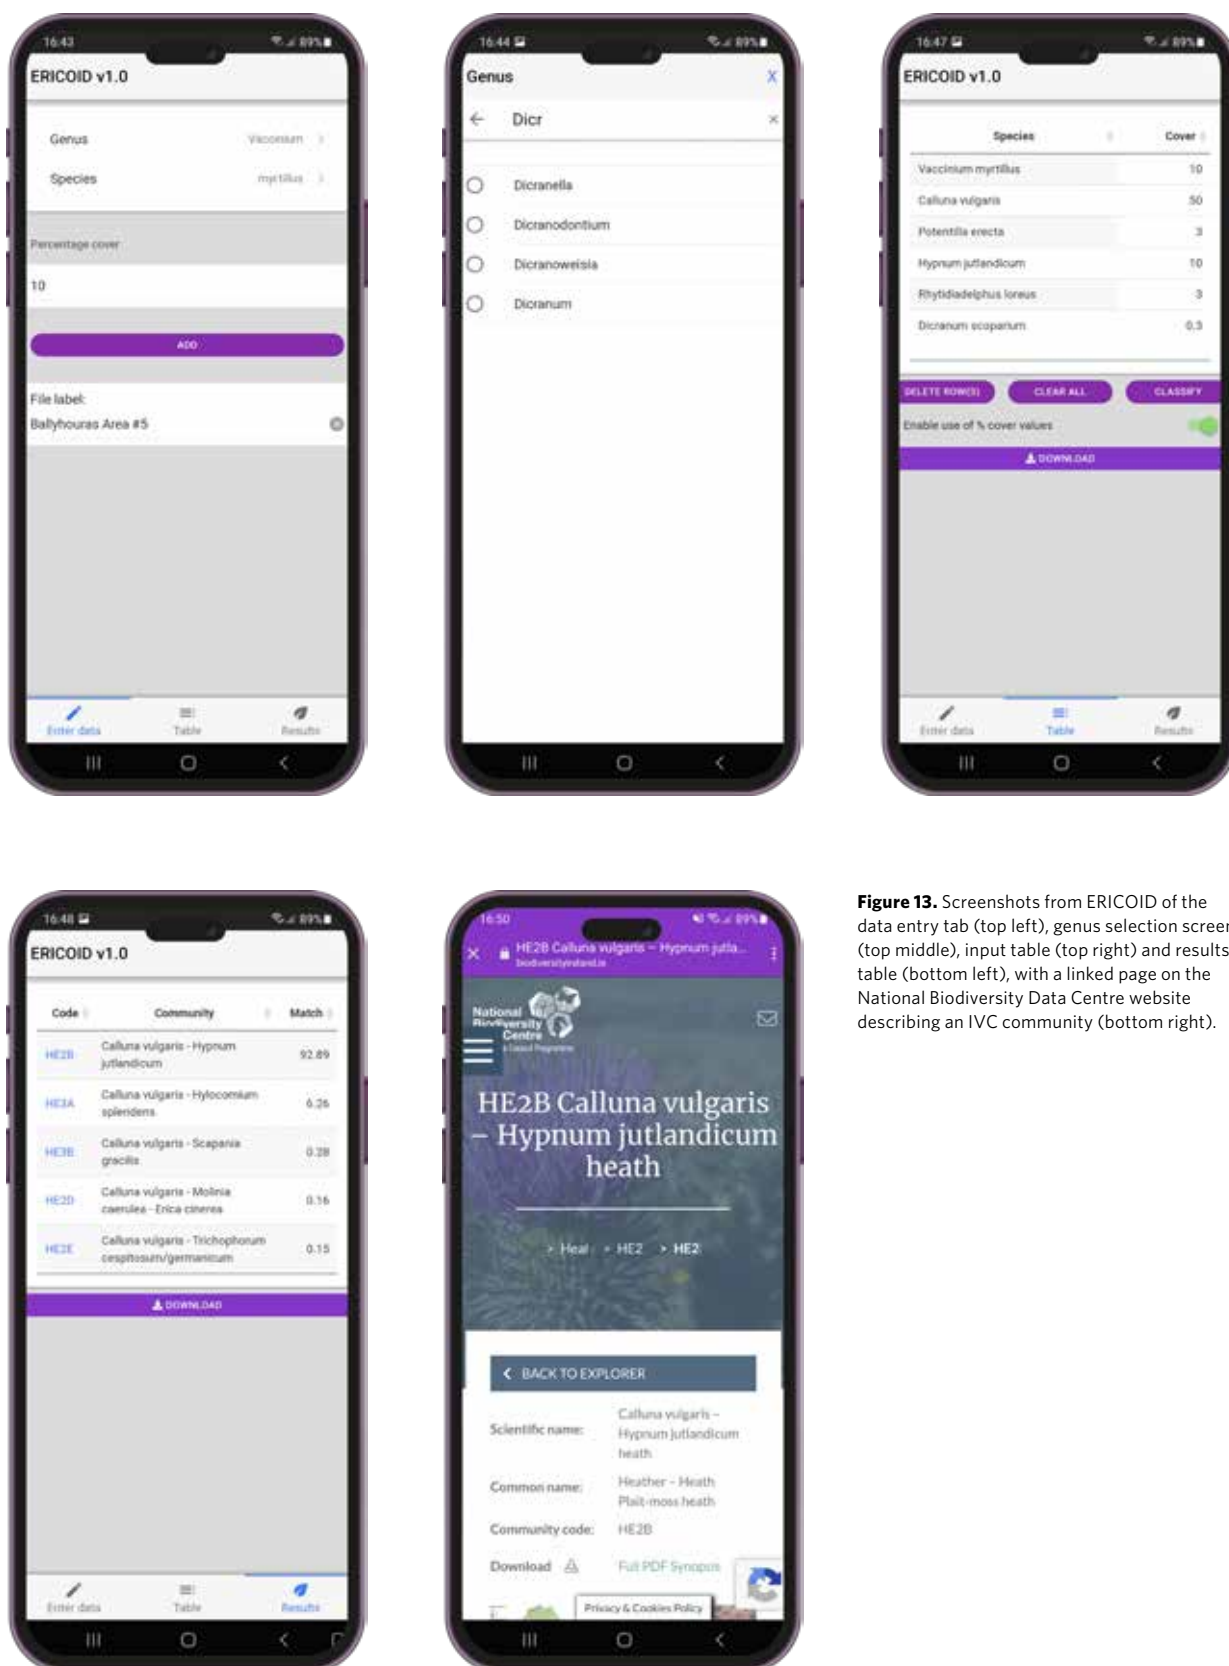 16:43
89%
ERICOID v1.0
Genus Vaccinium
Species myrtillus
Percentage cover
10
ADD
File label:
Ballyhouras Area #5
Enter data Table Results
16:44 89%
Genus X
Dicr
Dicranella
Dicranodontium
Dicranoweisia
Dicranum
16:47 89%
ERICOID v1.0
Species Cover
Vaccinium myrtillus 10
Calluna vulgaris 50
Potentilla erecta 3
Hypnum jutlandicum 10
Rhytidiadelphus loreus 3
Dicranum scoparium 0.3
DELETE ROW(S) CLEAR ALL CLASSIFY
Enable use of % cover values
DOWNLOAD
Enter data Table Results
16:48 89%
ERICOID v1.0
Code Community Match
HE2B Calluna vulgaris - Hypnum
jutlandicum 92.89
HE3A Calluna vulgaris - Hylocomium
splendens 6.26
HE3B Calluna vulgaris - Scapania
gracilis 0.28
HE2D Calluna vulgaris - Molinia
caerulea - Erica cinerea 0.16
HE2E Calluna vulgaris - Trichophorum
cespitosum/germanicum 0.15
DOWNLOAD
Enter data Table Results
16:50 89%
HE2B Calluna vulgaris – Hypnum jutla...
biodiversityireland.ie
National
Biodiversity
Centre
HE2B Calluna vulgaris
– Hypnum jutlandicum
heath
> Heat > HE2 > HE2
BACK TO EXPLORER
Scientific name: Calluna vulgaris –
Hypnum jutlandicum
heath
Common name: Heather – Heath
Plait-moss heath
Community code: HE2B
Download Full PDF Synopsis
Privacy & Cookies Policy
Figure 13. Screenshots from ERICOID of the
data entry tab (top left), genus selection screen
(top middle), input table (top right) and results
table (bottom left), with a linked page on the
National Biodiversity Data Centre website
describing an IVC community (bottom right).